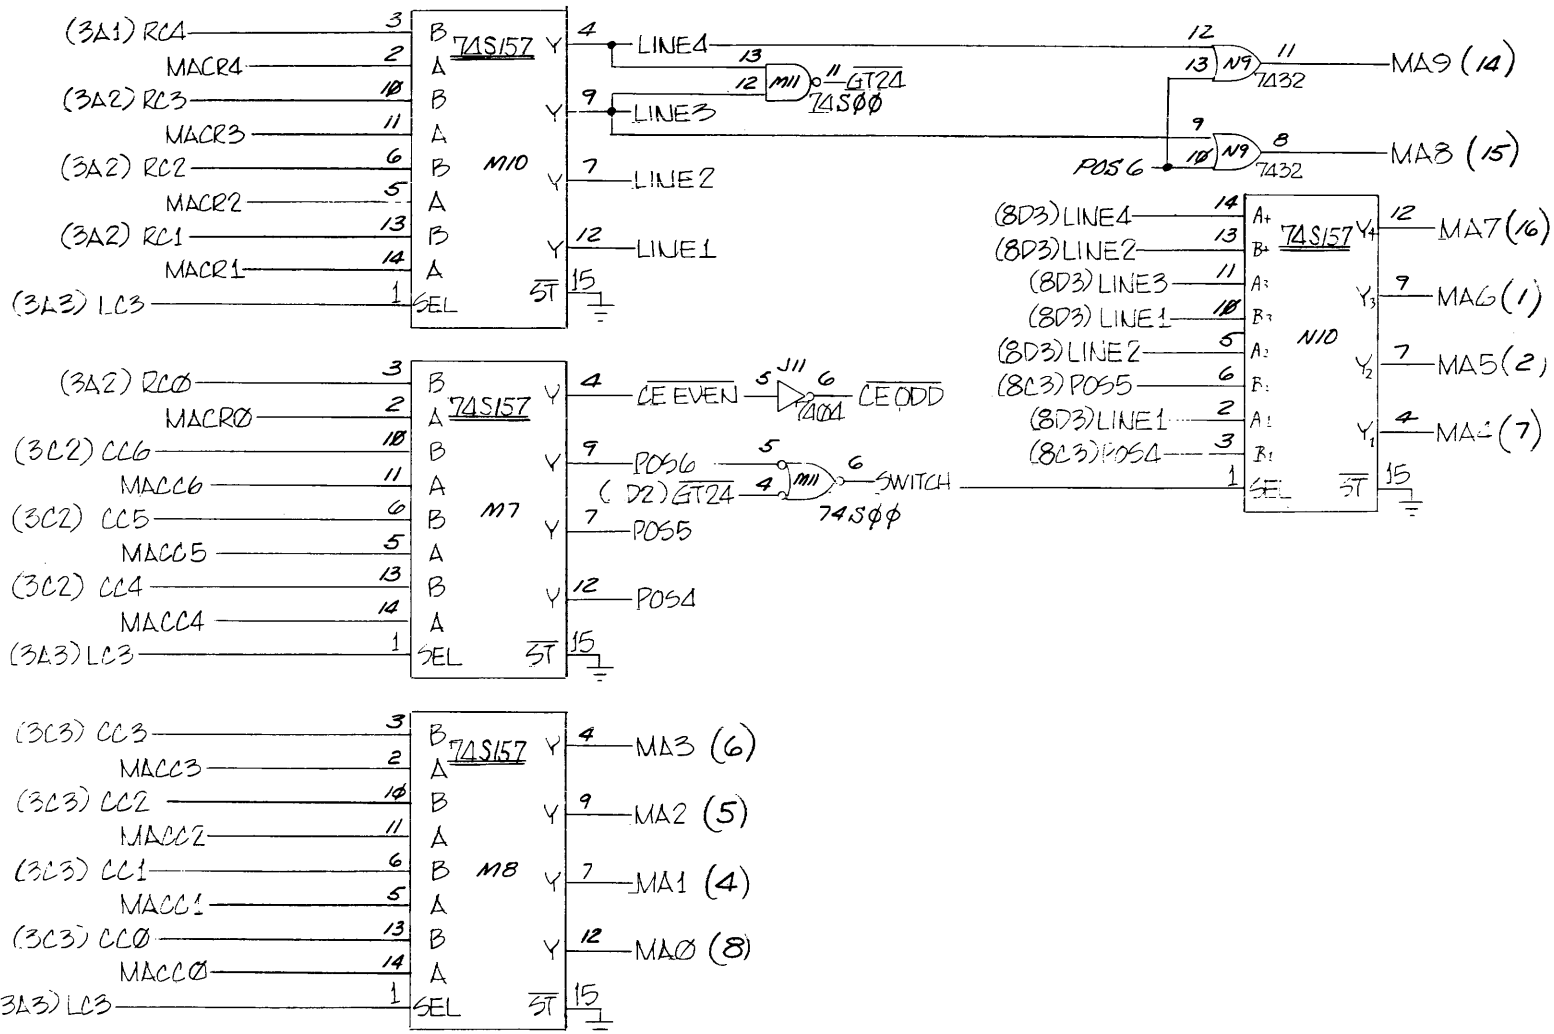 (3A1) RC4 3 B 74S157 Y 4 LINE4
MACR4 2 A
(3A2) RC3 10 B Y 9 LINE3
MACR3 11 A
(3A2) RC2 6 B M10 Y 7 LINE2
MACR2 5 A
(3A2) RC1 13 B Y 12 LINE1
MACR1 14 A
(3A3) LC3 1 SEL ST 15
13
12 M11 11 GT24
74S00
12
13 N9 11 MA9 (14)
7432
9
POS6 10 N9 8 MA8 (15)
7432
(3A2) RC0 3 B 74S157 Y 4 CE EVEN 5 J11 6 CE ODD
7404
MACR0 2 A
(3C2) CC6 10 B Y 9 POS6 5
MACC6 11 A
( D2) GT24 4 M11 6 SWITCH
74S00
(3C2) CC5 6 B M7 Y 7 POS5
MACC5 5 A
(3C2) CC4 13 B Y 12 POS4
MACC4 14 A
(3A3) LC3 1 SEL ST 15
(8D3) LINE4 14 A4 74S157 Y4 12 MA7 (16)
(8D3) LINE2 13 B4
(8D3) LINE3 11 A3 Y3 9 MA6 (1)
(8D3) LINE1 10 B3 N10
(8D3) LINE2 5 A2 Y2 7 MA5 (2)
(8C3) POS5 6
(8D3) LINE1 2 A1 Y1 4 MA4 (7)
(8C3) POS4 3 B1
1 SEL ST 15
(3C3) CC3 3 B 74S157 Y 4 MA3 (6)
MACC3 2 A
(3C3) CC2 10 B Y 9 MA2 (5)
MACC2 11 A
(3C3) CC1 6 B M8 Y 7 MA1 (4)
MACC1 5 A
(3C3) CC0 13 B Y 12 MA0 (8)
MACC0 14 A
3A3) LC3 1 SEL ST 15